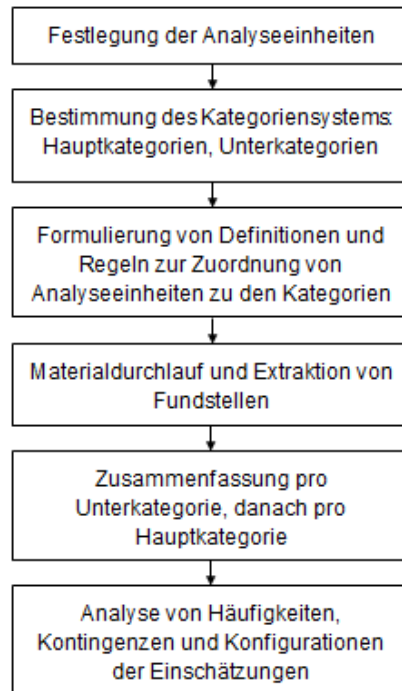 Festlegung der Analyseeinheiten
Bestimmung des Kategoriensystems:
Hauptkategorien, Unterkategorien
Formulierung von Definitionen und
Regeln zur Zuordnung von
Analyseeinheiten zu den Kategorien
Materialdurchlauf und Extraktion von
Fundstellen
Zusammenfassung pro
Unterkategorie, danach pro
Hauptkategorie
Analyse von Häufigkeiten,
Kontingenzen und Konfigurationen
der Einschätzungen